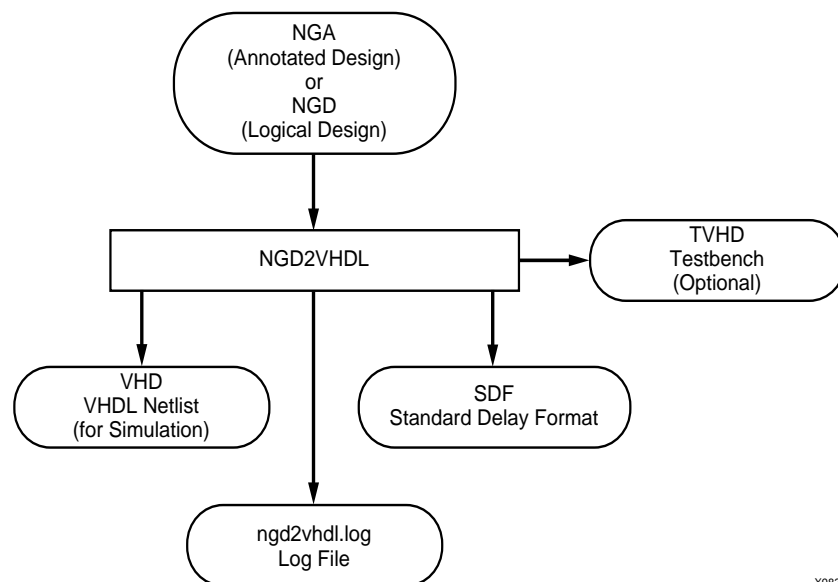 NGA
(Annotated Design)
or
NGD
(Logical Design)
NGD2VHDL
TVHD
Testbench
(Optional)
VHD
VHDL Netlist
(for Simulation)
SDF
Standard Delay Format
ngd2vhdl.log
Log File